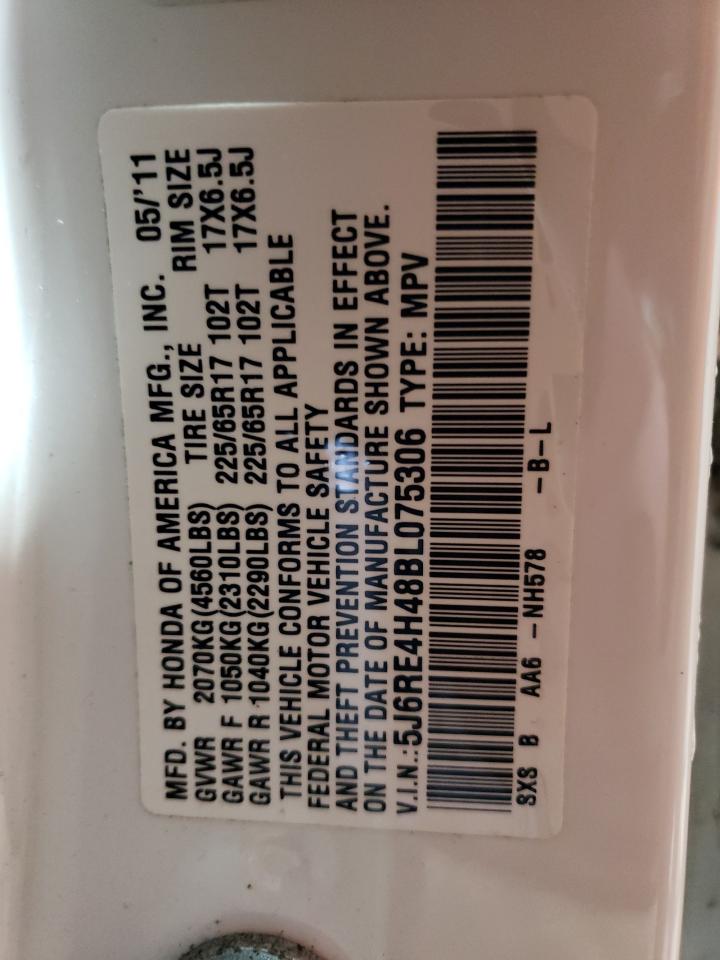 MFD. BY HONDA OF AMERICA MFG., INC. 05/'11
GVWR 2070KG(4560LBS) TIRE SIZE RIM SIZE
GAWR F 1050KG(2310LBS) 225/65R17 102T 17X6.5J
GAWR R 1040KG(2290LBS) 225/65R17 102T 17X6.5J
THIS VEHICLE CONFORMS TO ALL APPLICABLE
FEDERAL MOTOR VEHICLE SAFETY
AND THEFT PREVENTION STANDARDS IN EFFECT
ON THE DATE OF MANUFACTURE SHOWN ABOVE.
V.I.N.:5J6RE4H48BL075306 TYPE: MPV
SXS B AA6 -NH578 -B-L